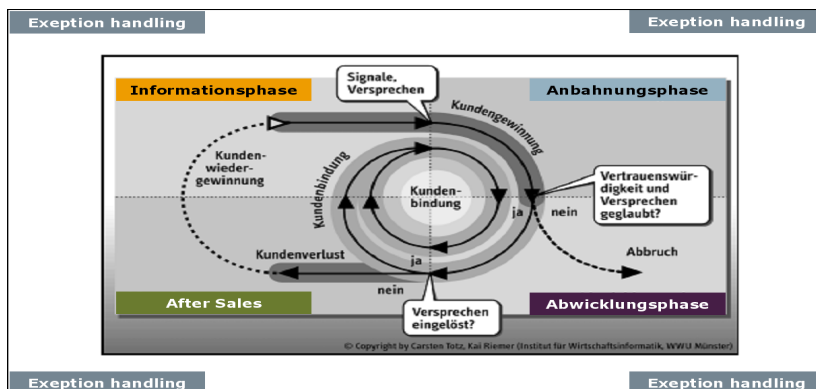 Exeption handling
Exeption handling
Informationsphase
Signale,
Versprechen
Anbahnungsphase
Kundengewinnung
Kunden-
wieder-
gewinnung
Kundenbindung
Kunden-
bindung
Vertrauenswür-
digkeit und
Versprechen
geglaubt?
ja
nein
Kundenverlust
ja
Abbruch
nein
After Sales
Versprechen
eingelöst?
Abwicklungsphase
© Copyright by Carsten Totz, Kai Riemer (Institut für Wirtschaftsinformatik, WWU Münster)
Exeption handling
Exeption handling